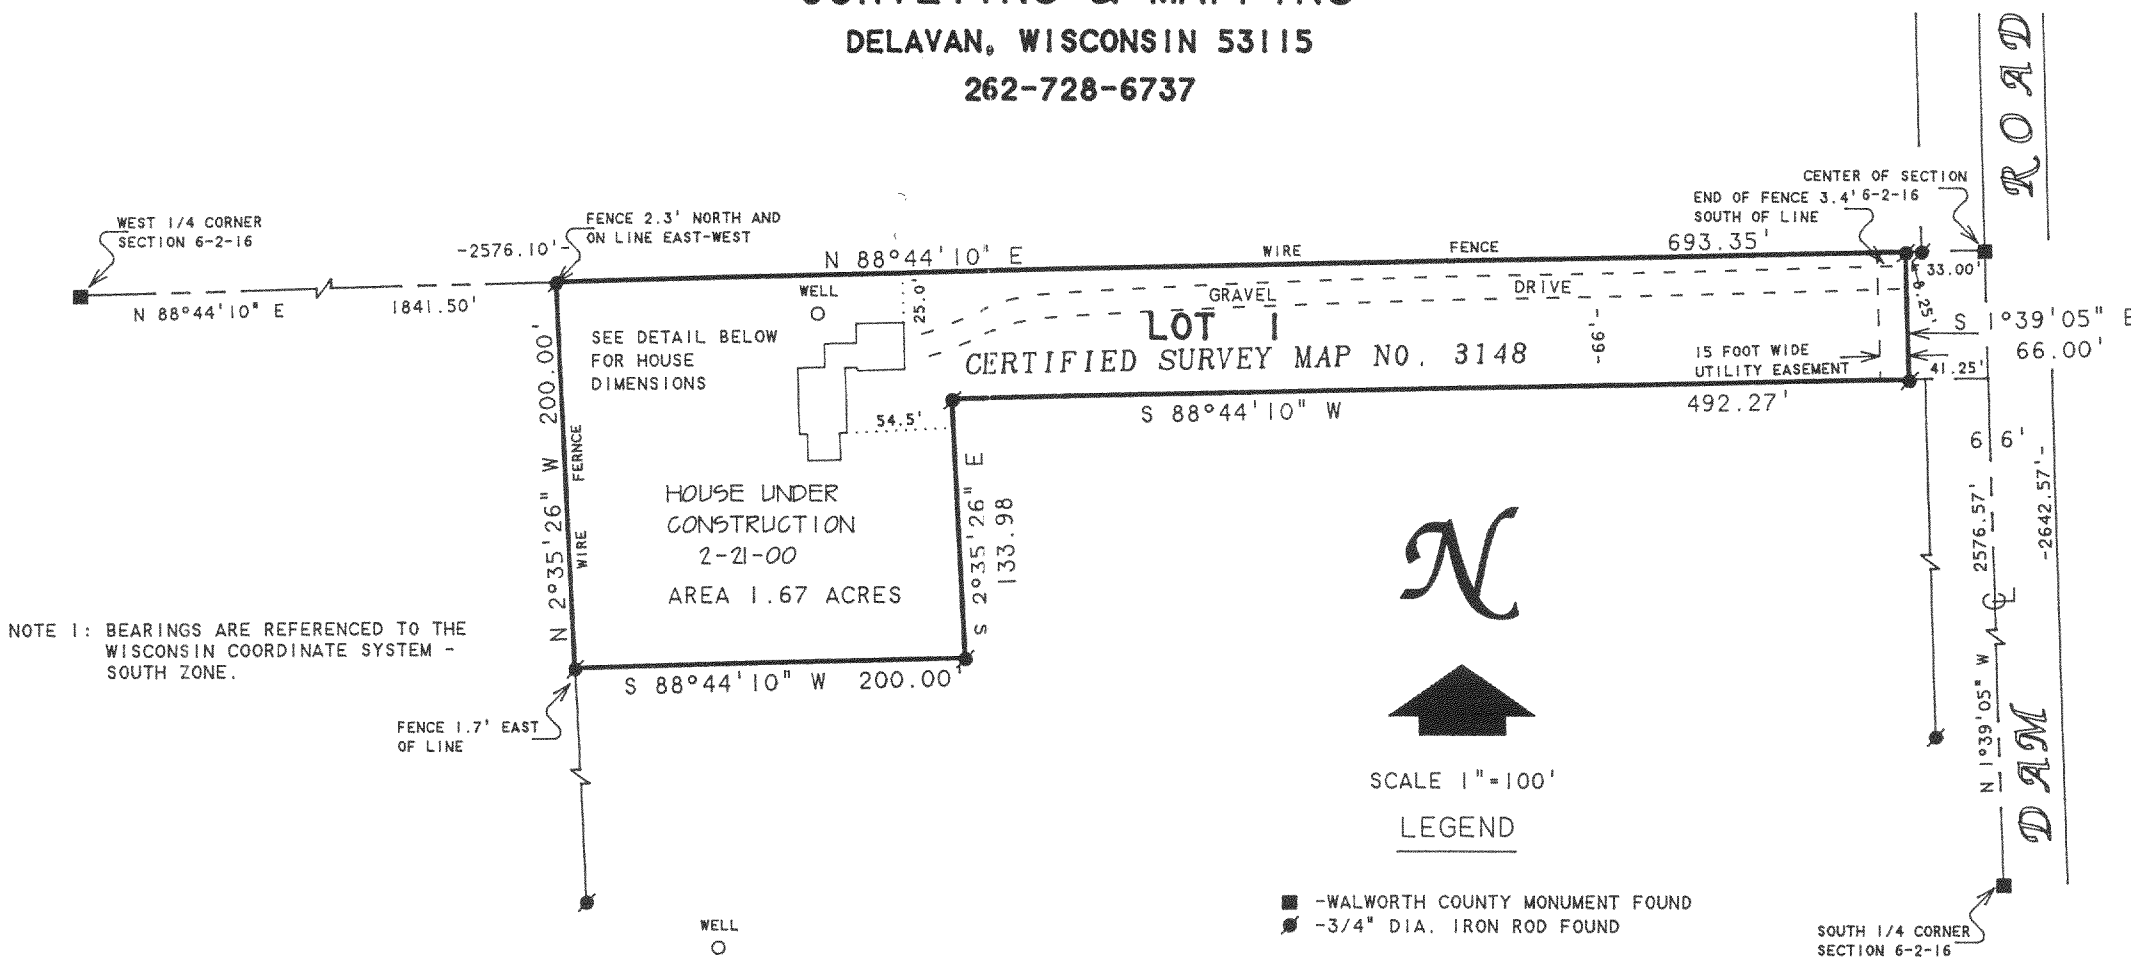 SURVEYING & MAPPING
DELAVAN, WISCONSIN 53115
262-728-6737
ROAD
CENTER OF SECTION
6-2-16
END OF FENCE 3.4'
SOUTH OF LINE
WEST 1/4 CORNER
SECTION 6-2-16
FENCE 2.3' NORTH AND
ON LINE EAST-WEST
-2576.10'-
N 88°44'10" E
WIRE FENCE
693.35'
33.00'
N 88°44'10" E
1841.50'
WELL
25.0'
GRAVEL DRIVE
8.25'
S 1°39'05" E
66.00'
SEE DETAIL BELOW
FOR HOUSE
DIMENSIONS
LOT 1
CERTIFIED SURVEY MAP NO. 3148
-66'-
15 FOOT WIDE
UTILITY EASEMENT
41.25'
N 2°35'26" W 200.00'
WIRE FERNCE
54.5'
S 88°44'10" W
492.27'
66'
S 2°35'26" E
133.98
HOUSE UNDER
CONSTRUCTION
2-21-00
AREA 1.67 ACRES
N
N 1°39'05" W 2576.57'
-2642.57'-
CL
NOTE 1: BEARINGS ARE REFERENCED TO THE
WISCONSIN COORDINATE SYSTEM -
SOUTH ZONE.
S 88°44'10" W 200.00'
FENCE 1.7' EAST
OF LINE
DAM
SCALE 1"=100'
LEGEND
-WALWORTH COUNTY MONUMENT FOUND
-3/4" DIA. IRON ROD FOUND
WELL
SOUTH 1/4 CORNER
SECTION 6-2-16